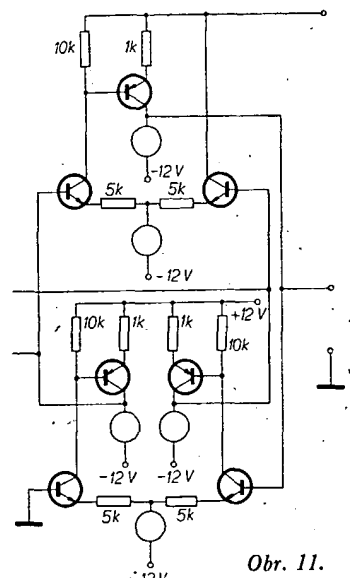 10k 1k
-12 V
5k 5k
-12 V
+12 V
10k 1k 1k 10k
-12 V -12 V
5k 5k
Obr. 11.